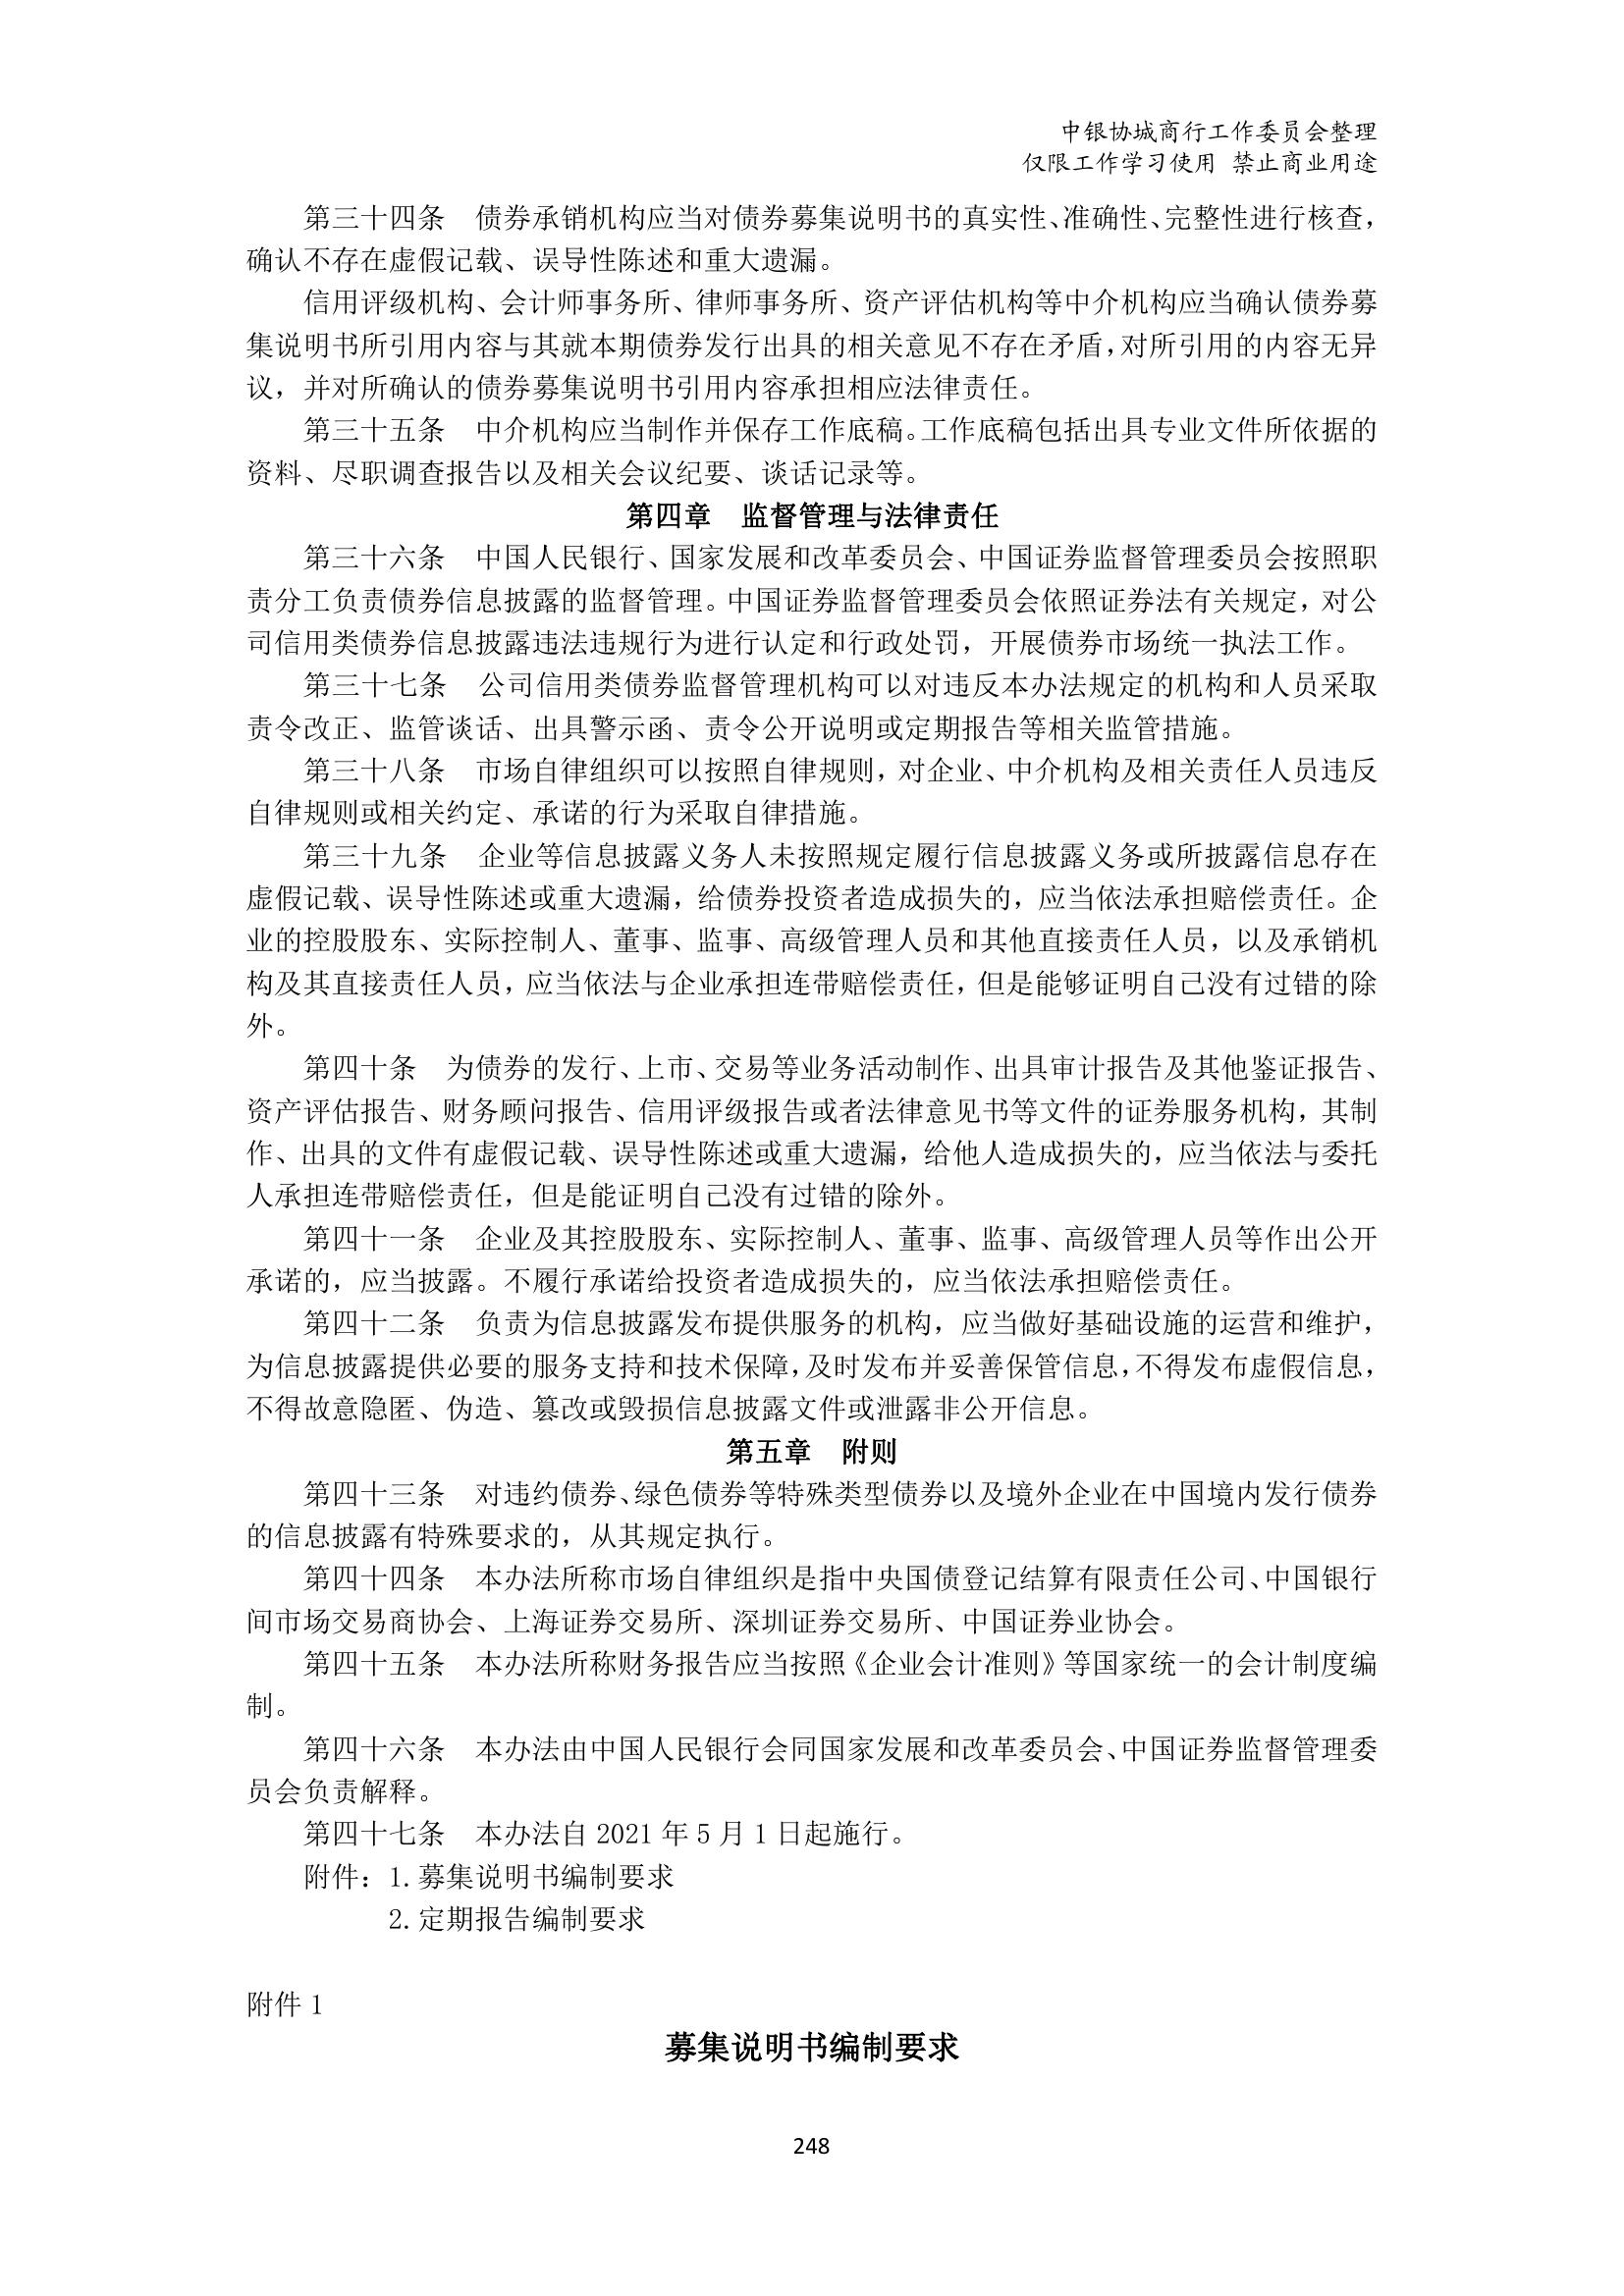 中银协城商行工作委员会整理
仅限工作学习使用 禁止商业用途
第三十四条 债券承销机构应当对债券募集说明书的真实性、准确性、完整性进行核查，
确认不存在虚假记载、误导性陈述和重大遗漏。
信用评级机构、会计师事务所、律师事务所、资产评估机构等中介机构应当确认债券募
集说明书所引用内容与其就本期债券发行出具的相关意见不存在矛盾，对所引用的内容无异
议，并对所确认的债券募集说明书引用内容承担相应法律责任。
第三十五条 中介机构应当制作并保存工作底稿。工作底稿包括出具专业文件所依据的
资料、尽职调查报告以及相关会议纪要、谈话记录等。
第四章 监督管理与法律责任
第三十六条 中国人民银行、国家发展和改革委员会、中国证券监督管理委员会按照职
责分工负责债券信息披露的监督管理。中国证券监督管理委员会依照证券法有关规定，对公
司信用类债券信息披露违法违规行为进行认定和行政处罚，开展债券市场统一执法工作。
第三十七条 公司信用类债券监督管理机构可以对违反本办法规定的机构和人员采取
责令改正、监管谈话、出具警示函、责令公开说明或定期报告等相关监管措施。
第三十八条 市场自律组织可以按照自律规则，对企业、中介机构及相关责任人员违反
自律规则或相关约定、承诺的行为采取自律措施。
第三十九条 企业等信息披露义务人未按照规定履行信息披露义务或所披露信息存在
虚假记载、误导性陈述或重大遗漏，给债券投资者造成损失的，应当依法承担赔偿责任。企
业的控股股东、实际控制人、董事、监事、高级管理人员和其他直接责任人员，以及承销机
构及其直接责任人员，应当依法与企业承担连带赔偿责任，但是能够证明自己没有过错的除
外。
第四十条 为债券的发行、上市、交易等业务活动制作、出具审计报告及其他鉴证报告、
资产评估报告、财务顾问报告、信用评级报告或者法律意见书等文件的证券服务机构，其制
作、出具的文件有虚假记载、误导性陈述或重大遗漏，给他人造成损失的，应当依法与委托
人承担连带赔偿责任，但是能证明自己没有过错的除外。
第四十一条 企业及其控股股东、实际控制人、董事、监事、高级管理人员等作出公开
承诺的，应当披露。不履行承诺给投资者造成损失的，应当依法承担赔偿责任。
第四十二条 负责为信息披露发布提供服务的机构，应当做好基础设施的运营和维护，
为信息披露提供必要的服务支持和技术保障，及时发布并妥善保管信息，不得发布虚假信息，
不得故意隐匿、伪造、篡改或毁损信息披露文件或泄露非公开信息。
第五章 附则
第四十三条 对违约债券、绿色债券等特殊类型债券以及境外企业在中国境内发行债券
的信息披露有特殊要求的，从其规定执行。
第四十四条 本办法所称市场自律组织是指中央国债登记结算有限责任公司、中国银行
间市场交易商协会、上海证券交易所、深圳证券交易所、中国证券业协会。
第四十五条 本办法所称财务报告应当按照《企业会计准则》等国家统一的会计制度编
制。
第四十六条 本办法由中国人民银行会同国家发展和改革委员会、中国证券监督管理委
员会负责解释。
第四十七条 本办法自 2021 年 5 月 1 日起施行。
附件：1.募集说明书编制要求
2.定期报告编制要求
附件 1
募集说明书编制要求
248